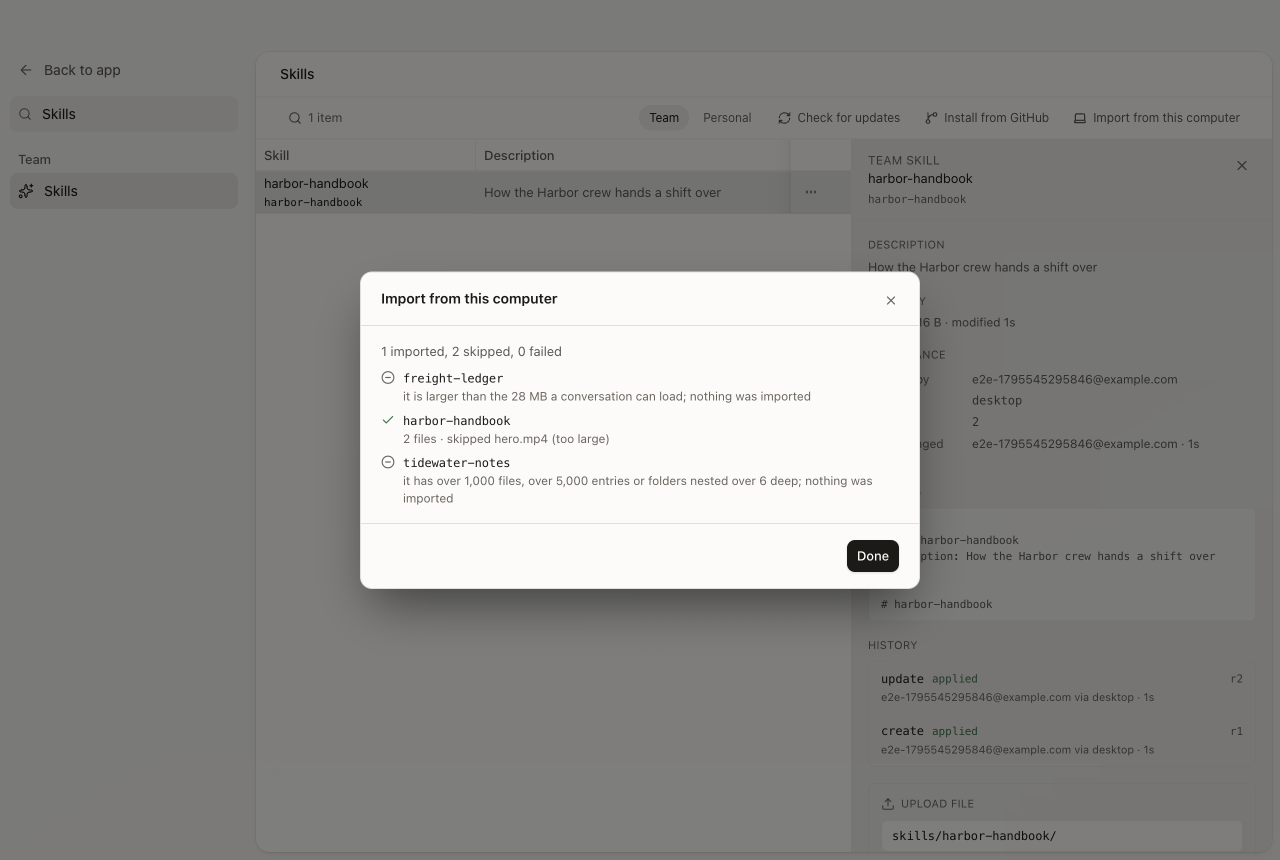 Back to app
Skills
Team
Skills
Skills
1 item
Team
Personal
Check for updates
Install from GitHub
Import from this computer
Skill
Description
harbor-handbook
harbor-handbook
How the Harbor crew hands a shift over
TEAM SKILL
harbor-handbook
harbor-handbook
DESCRIPTION
How the Harbor crew hands a shift over
B · modified 1s
e2e-1795545295846@example.com
desktop
2
e2e-1795545295846@example.com · 1s
harbor-handbook
How the Harbor crew hands a shift over
# harbor-handbook
HISTORY
update applied
r2
e2e-1795545295846@example.com via desktop · 1s
create applied
r1
e2e-1795545295846@example.com via desktop · 1s
UPLOAD FILE
skills/harbor-handbook/
Import from this computer
1 imported, 2 skipped, 0 failed
freight-ledger
it is larger than the 28 MB a conversation can load; nothing was imported
harbor-handbook
2 files · skipped hero.mp4 (too large)
tidewater-notes
it has over 1,000 files, over 5,000 entries or folders nested over 6 deep; nothing was
imported
Done